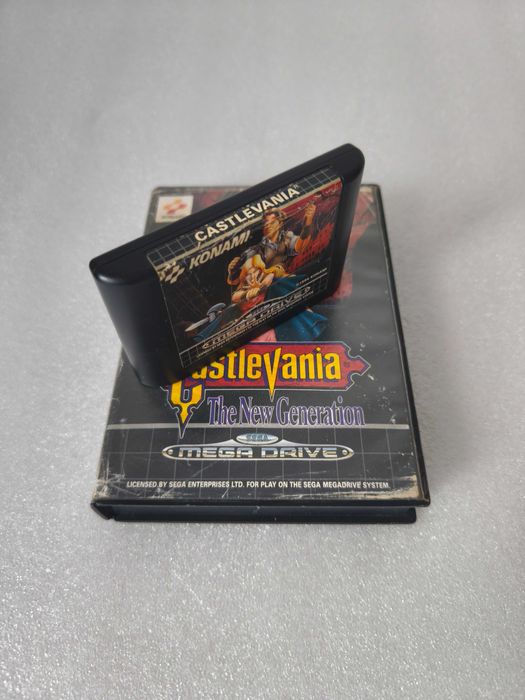 CASTLEVANIA
KONAMI
MEGA DRIVE
CastleVania
The New Generation
SEGA
MEGA DRIVE
LICENSED BY SEGA ENTERPRISES LTD. FOR PLAY ON THE SEGA MEGADRIVE SYSTEM.